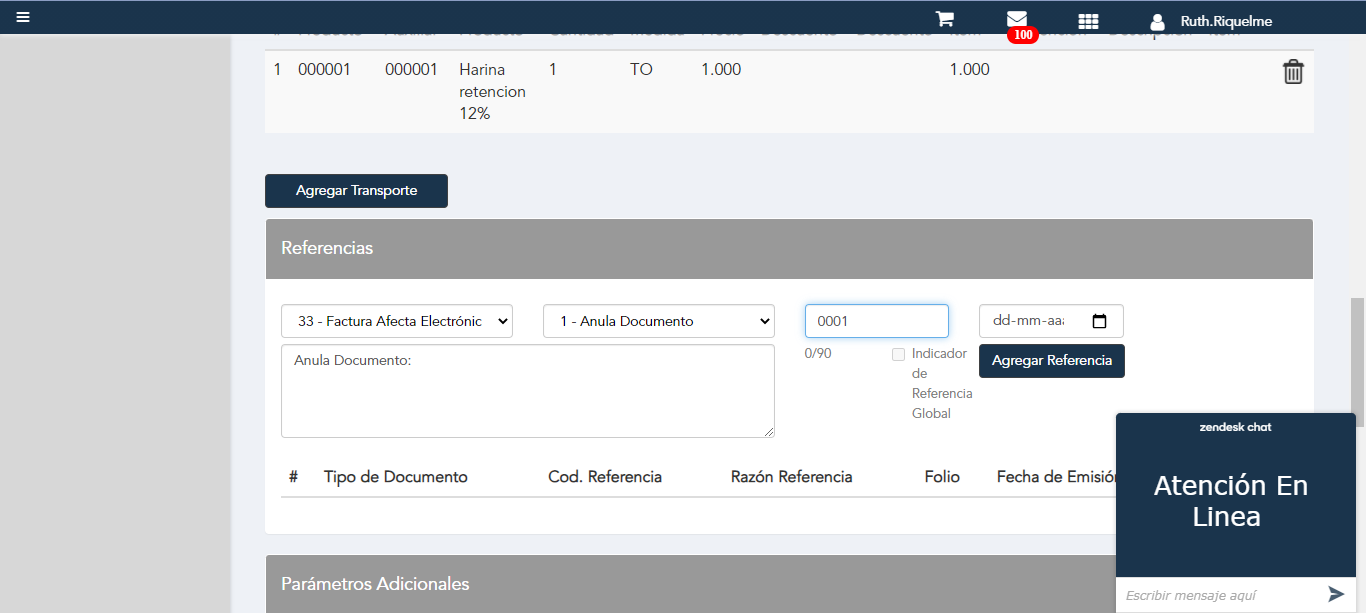 Ruth.Riquelme
100
1 000001 000001 Harina 1 TO 1.000 1.000
retencion
12%
Agregar Transporte
Referencias
33 - Factura Afecta Electrónic 1 - Anula Documento 0001 dd-mm-aaa
Anula Documento: 0/90 Indicador Agregar Referencia
de
Referencia
Global
zendesk chat
# Tipo de Documento Cod. Referencia Razón Referencia Folio Fecha de Emisión
Atención En
Linea
Parámetros Adicionales
Escribir mensaje aquí